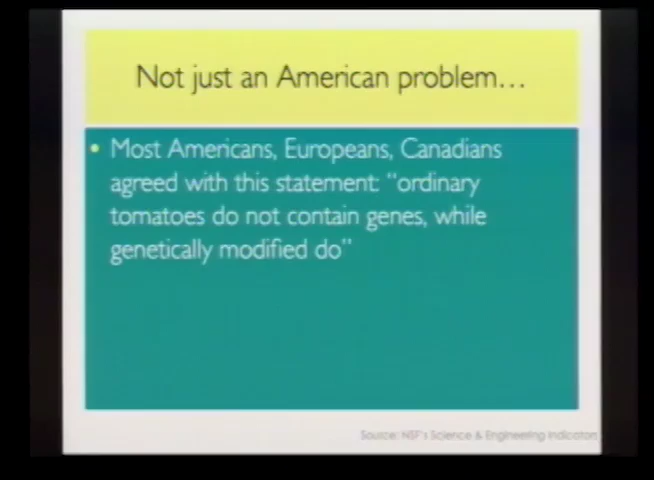 Not just an American problem...
• Most Americans, Europeans, Canadians
agreed with this statement: "ordinary
tomatoes do not contain genes, while
genetically modified do"
Source: NSF's Science & Engineering Indicators